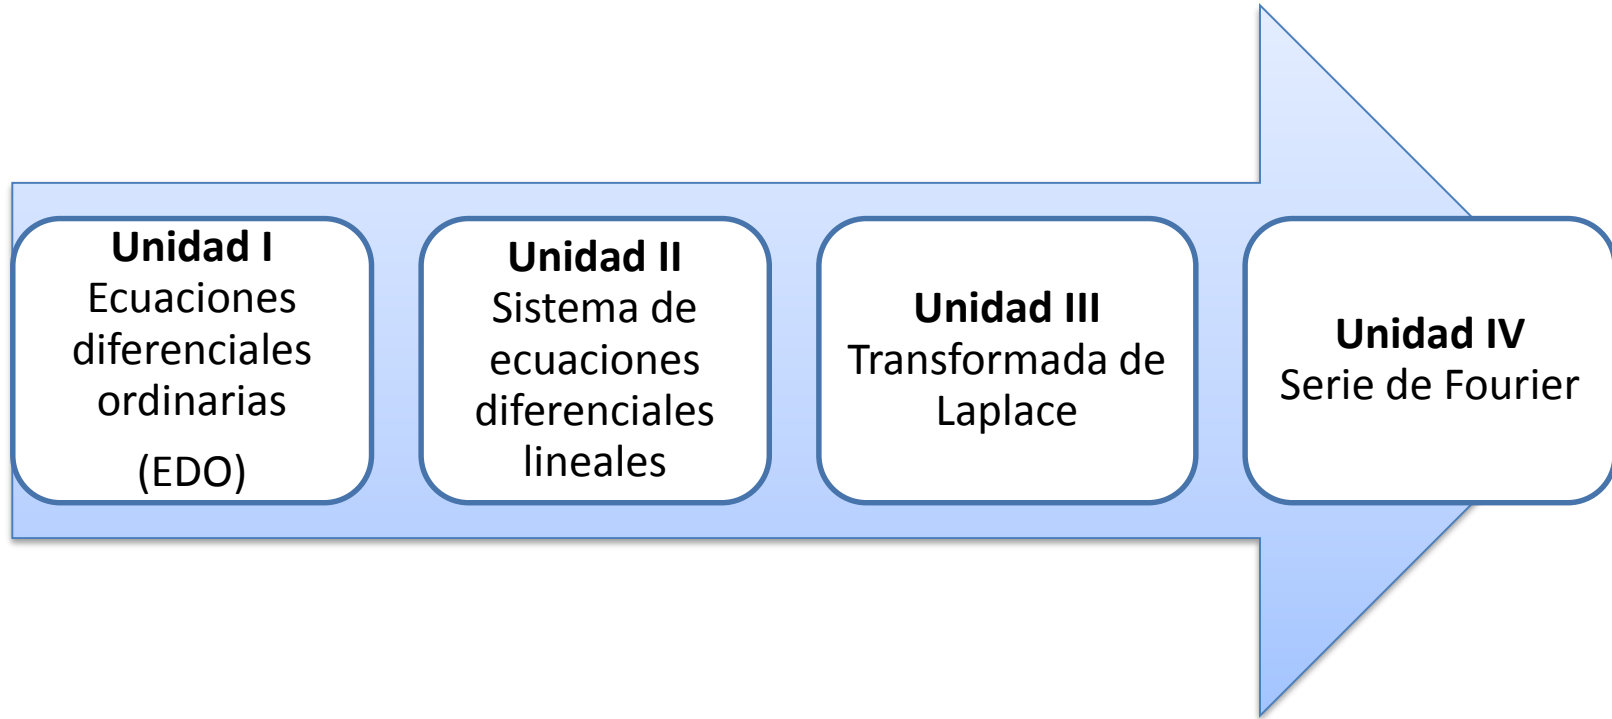 Unidad I
Ecuaciones
diferenciales
ordinarias
(EDO)
Unidad II
Sistema de
ecuaciones
diferenciales
lineales
Unidad III
Transformada de
Laplace
Unidad IV
Serie de Fourier